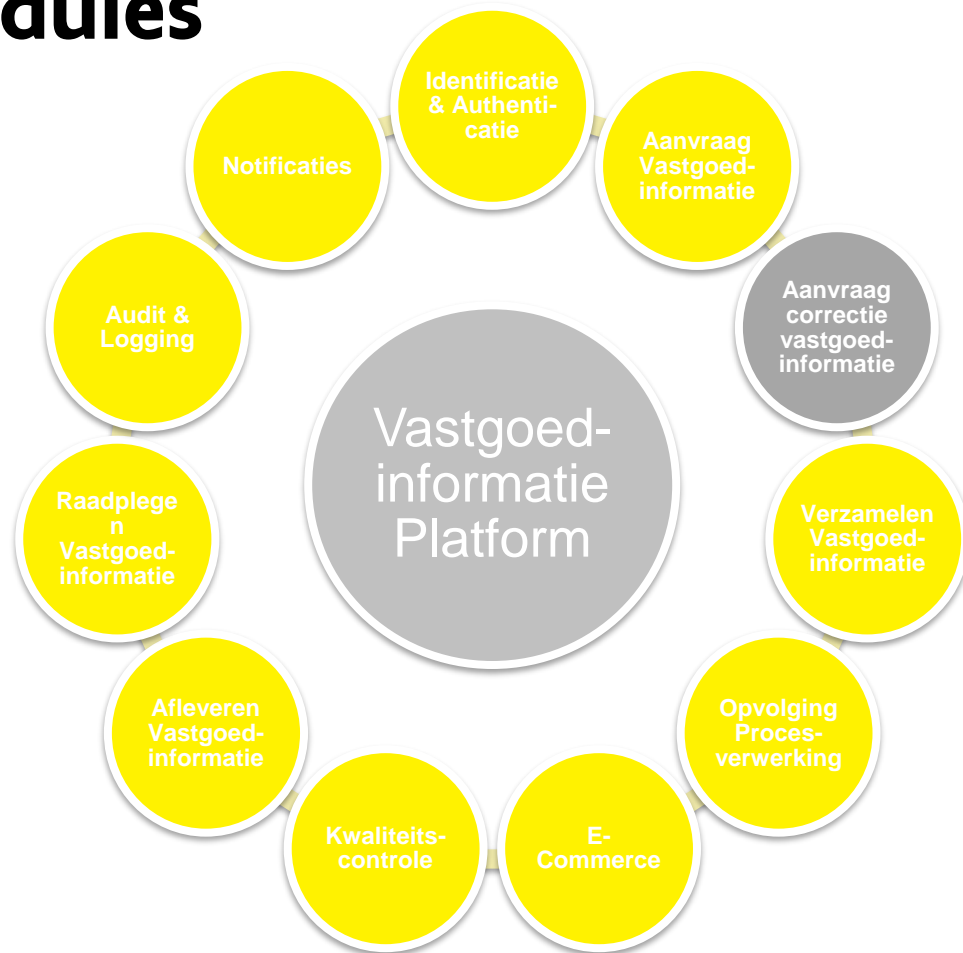 dules
Identificatie
& Authenti-
catie
Aanvraag
Vastgoed-
informatie
Aanvraag
correctie
vastgoed-
informatie
Verzamelen
Vastgoed-
informatie
Opvolging
Proces-
verwerking
E-
Commerce
Kwaliteits-
controle
Afleveren
Vastgoed-
informatie
Raadplege
n
Vastgoed-
informatie
Audit &
Logging
Notificaties
Vastgoed-
informatie
Platform